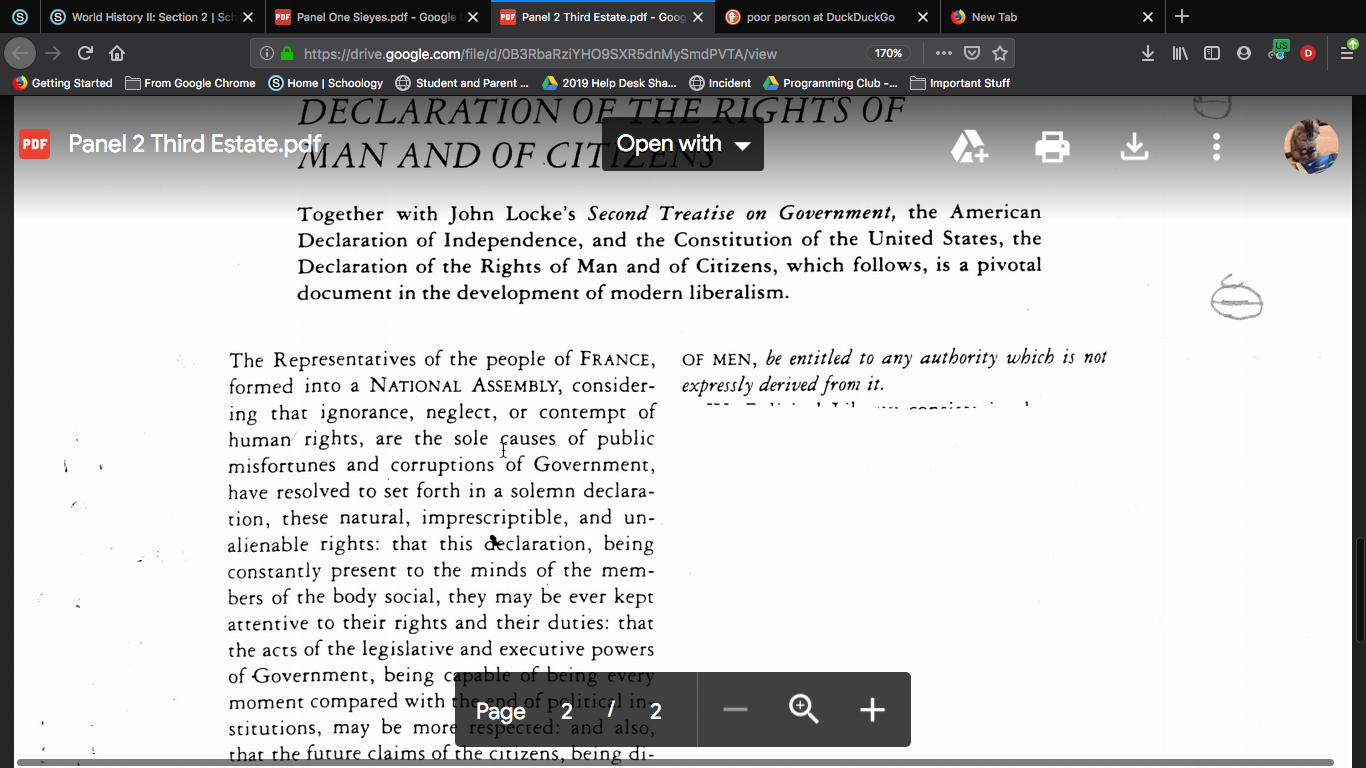 World History II: Section 2 | Sch
Panel One Sieyes.pdf - Google
Panel 2 Third Estate.pdf - Goog
poor person at DuckDuckGo
New Tab
https://drive.google.com/file/d/0B3RbaRziYHO9SXR5dnMySmdPVTA/view
170%
US
D
Getting Started
From Google Chrome
Home | Schoology
Student and Parent ...
2019 Help Desk Sha...
Incident
Programming Club -...
Important Stuff
DECLARATION OF THE RIGHTS OF
MAN AND OF CITIZENS
PDF
Panel 2 Third Estate.pdf
Open with
Together with John Locke's Second Treatise on Government, the American
Declaration of Independence, and the Constitution of the United States, the
Declaration of the Rights of Man and of Citizens, which follows, is a pivotal
document in the development of modern liberalism.
The Representatives of the people of FRANCE,
formed into a NATIONAL ASSEMBLY, consider-
ing that ignorance, neglect, or contempt of
human rights, are the sole causes of public
misfortunes and corruptions of Government,
have resolved to set forth in a solemn declara-
tion, these natural, imprescriptible, and un-
alienable rights: that this declaration, being
constantly present to the minds of the mem-
bers of the body social, they may be ever kept
attentive to their rights and their duties: that
the acts of the legislative and executive powers
of Government, being capable of being every
moment compared with the end of political in-
stitutions, may be more respected: and also,
that the future claims of the citizens, being di-
OF MEN, be entitled to any authority which is not
expressly derived from it.
Page 2 / 2